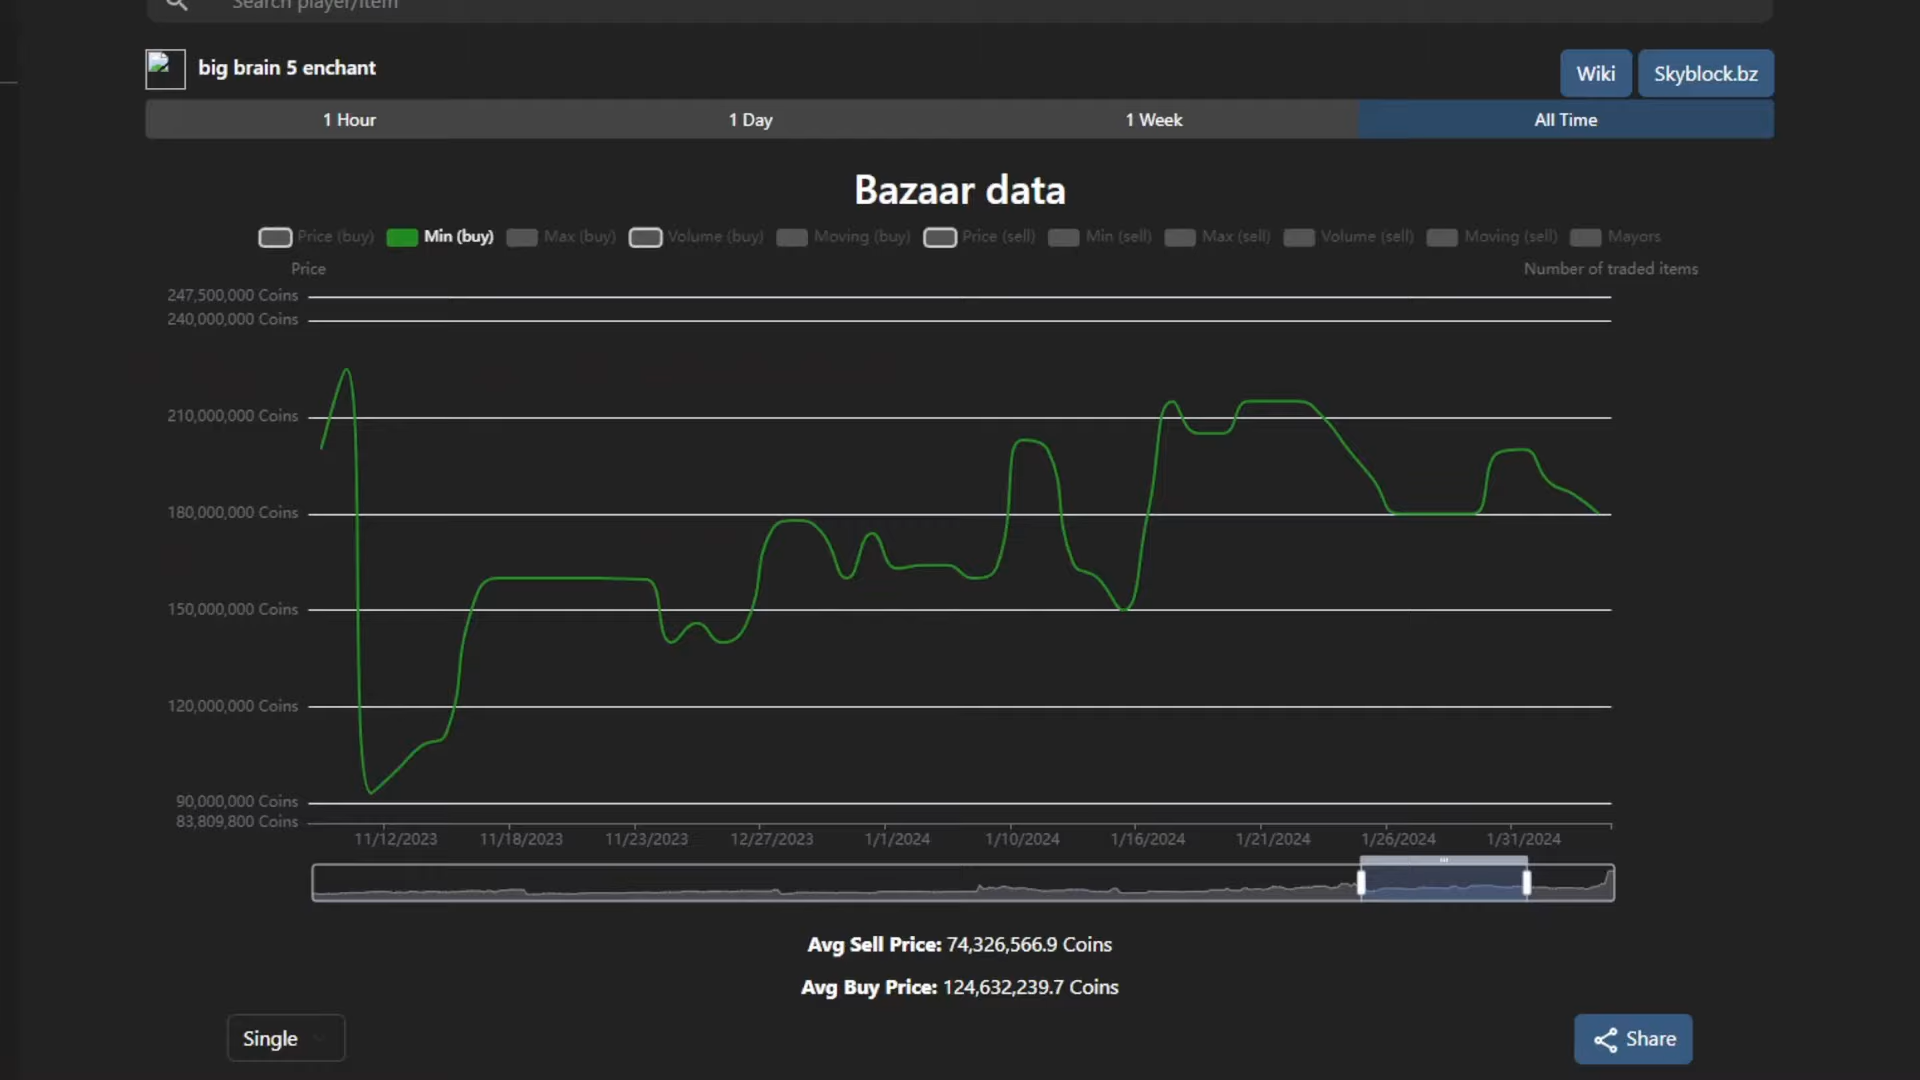 Search player/item
big brain 5 enchant
Wiki
Skyblock.bz
1 Hour
1 Day
1 Week
All Time
Bazaar data
Price (buy)
Min (buy)
Max (buy)
Volume (buy)
Moving (buy)
Price (sell)
Min (sell)
Max (sell)
Volume (sell)
Moving (sell)
Mayors
Price
Number of traded items
247,500,000 Coins
240,000,000 Coins
210,000,000 Coins
180,000,000 Coins
150,000,000 Coins
120,000,000 Coins
90,000,000 Coins
83,809,800 Coins
11/12/2023
11/18/2023
11/23/2023
12/27/2023
1/1/2024
1/10/2024
1/16/2024
1/21/2024
1/26/2024
1/31/2024
Avg Sell Price: 74,326,566.9 Coins
Avg Buy Price: 124,632,239.7 Coins
Single
Share